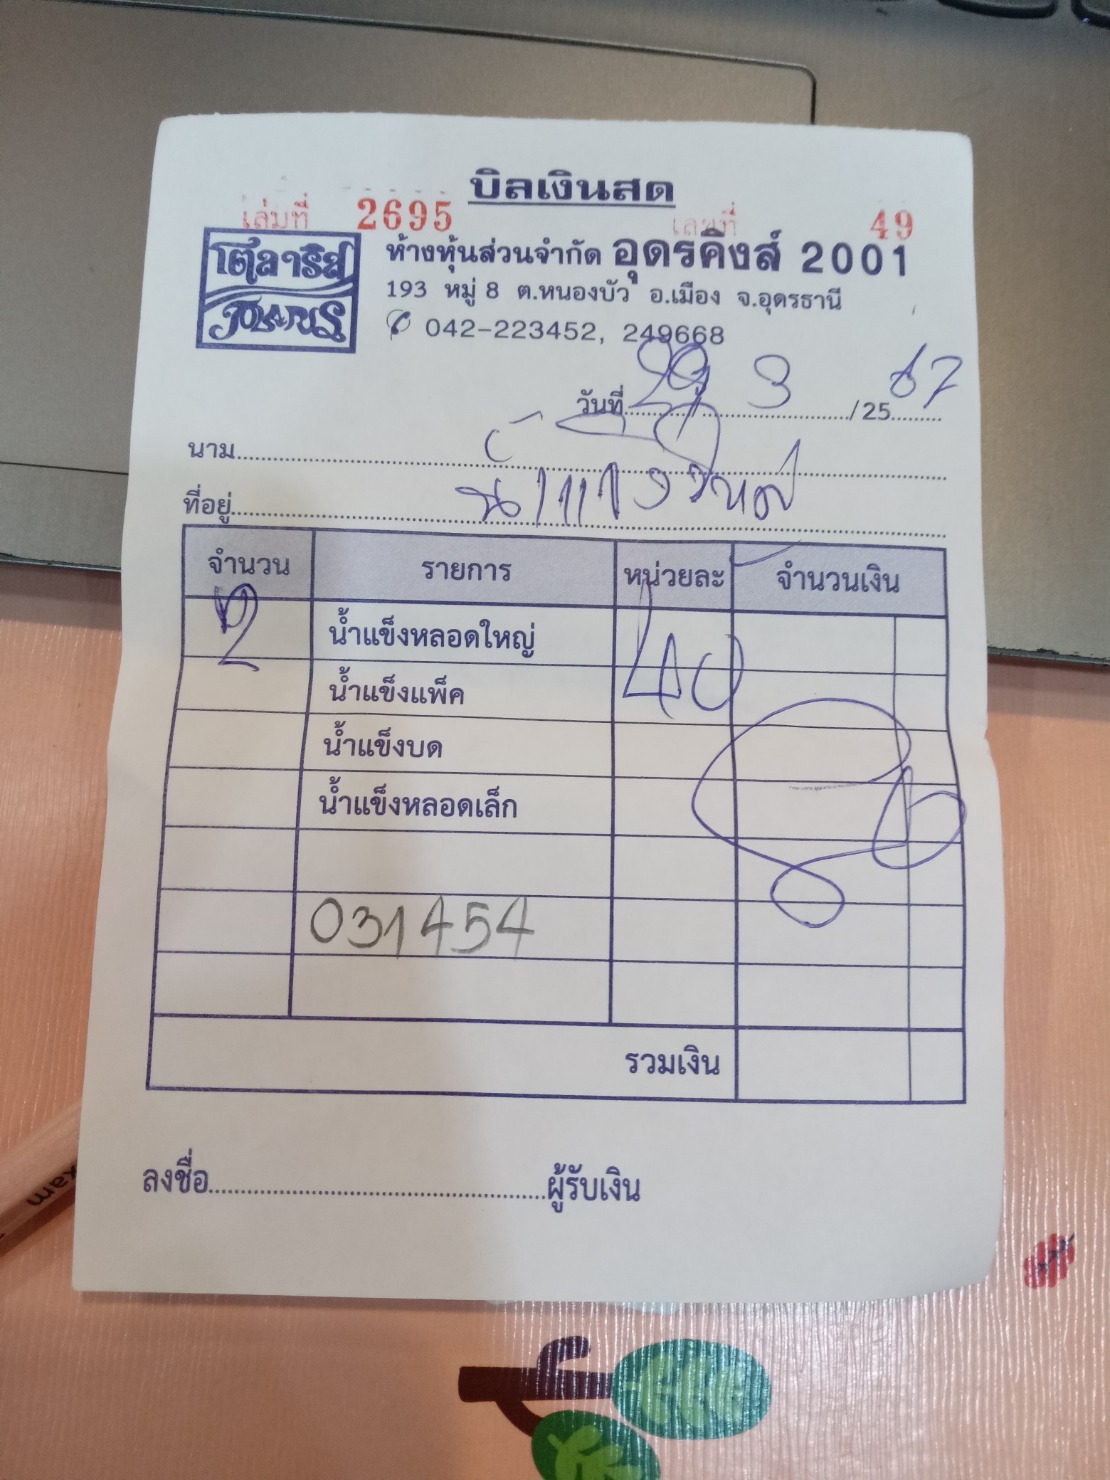 บิลเงินสด
เล่มที่ 2695 เลขที่ 49
โพลาริส
POLARIS
ห้างหุ้นส่วนจำกัด อุดรคิงส์ 2001
193 หมู่ 8 ต.หนองบัว อ.เมือง จ.อุดรธานี
042-223452, 249668
วันที่ 29 / 3 /25 67
นาม
ที่อยู่
จำนวน รายการ หน่วยละ จำนวนเงิน
2 น้ำแข็งหลอดใหญ่ 40
น้ำแข็งแพ็ค
น้ำแข็งบด
น้ำแข็งหลอดเล็ก
80
031454
รวมเงิน
ลงชื่อ ผู้รับเงิน
exam